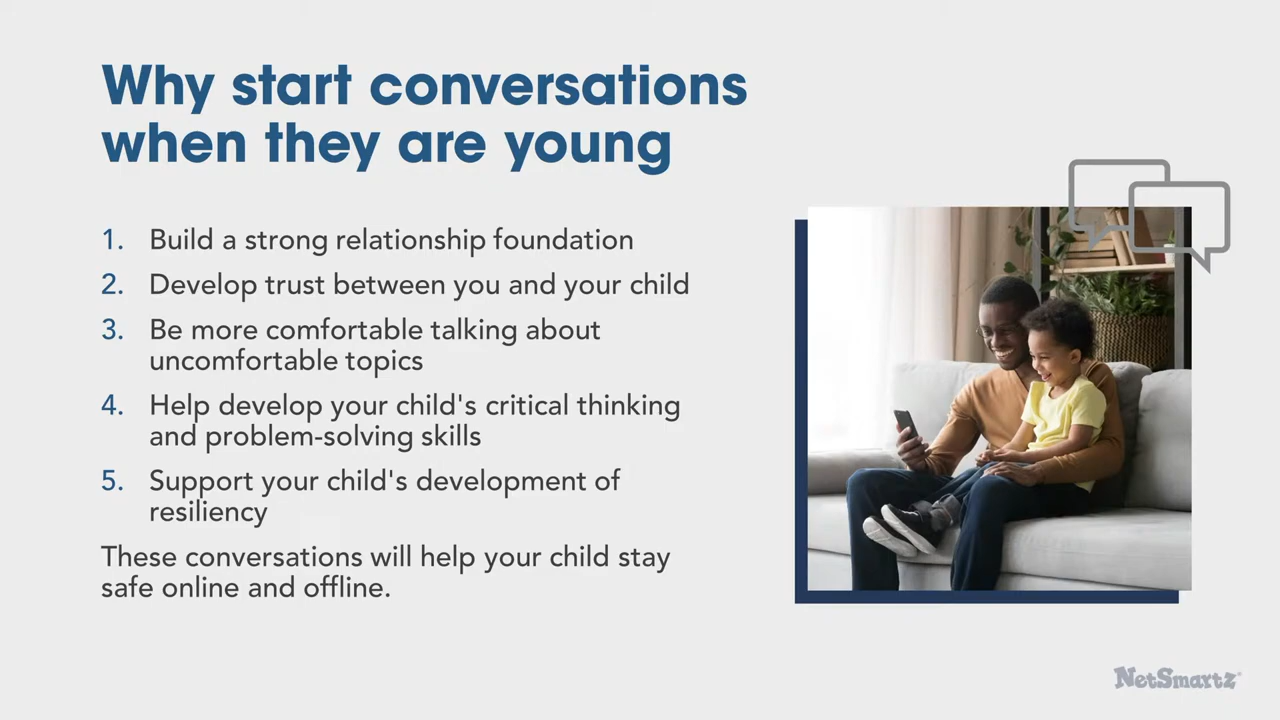 Why start conversations
when they are young
1. Build a strong relationship foundation
2. Develop trust between you and your child
3. Be more comfortable talking about
uncomfortable topics
4. Help develop your child's critical thinking
and problem-solving skills
5. Support your child's development of
resiliency
These conversations will help your child stay
safe online and offline.
NetSmartz®